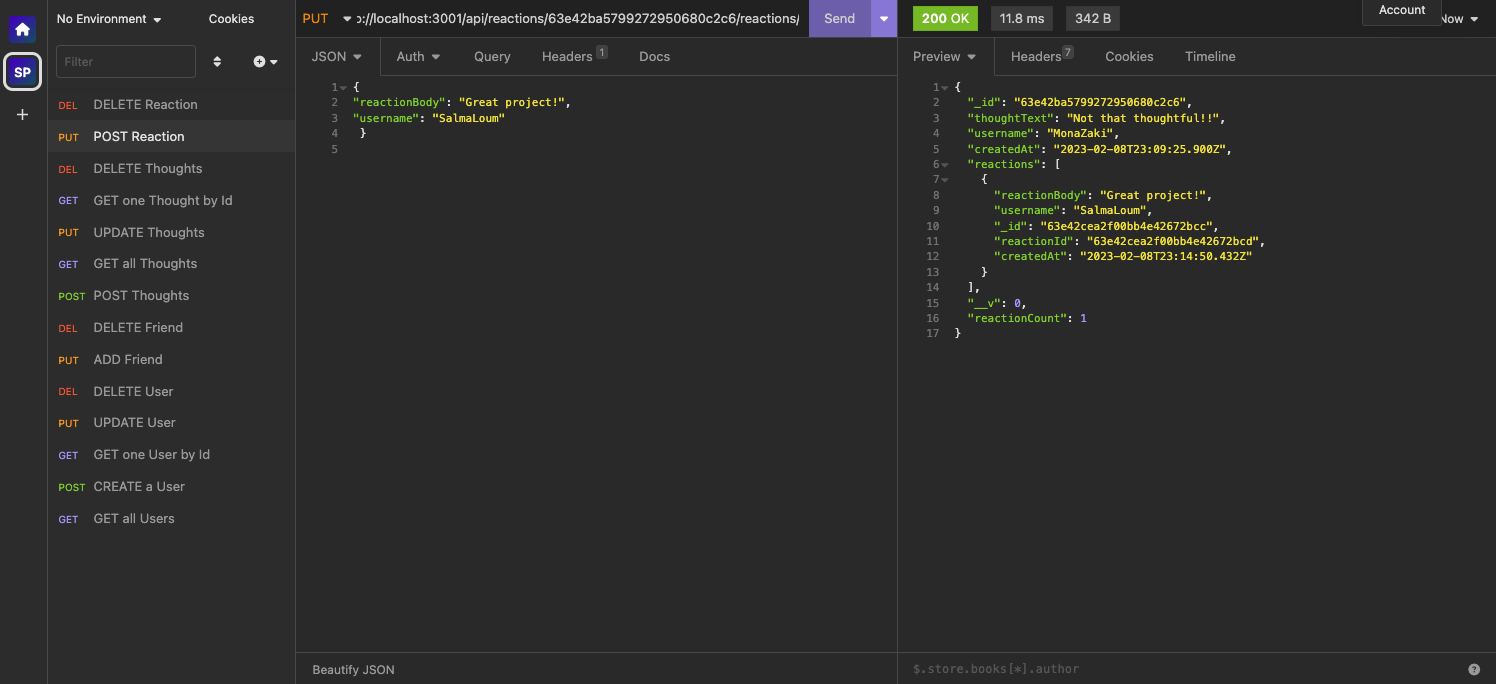 No Environment
Cookies
SP
Filter
DEL DELETE Reaction
PUT POST Reaction
DEL DELETE Thoughts
GET GET one Thought by Id
PUT UPDATE Thoughts
GET GET all Thoughts
POST POST Thoughts
DEL DELETE Friend
PUT ADD Friend
DEL DELETE User
PUT UPDATE User
GET GET one User by Id
POST CREATE a User
GET GET all Users
PUT ://localhost:3001/api/reactions/63e42ba5799272950680c2c6/reactions/ Send
JSON Auth Query Headers 1 Docs
1 {
2 "reactionBody": "Great project!",
3 "username": "SalmaLoum"
4 }
5
Beautify JSON
200 OK 11.8 ms 342 B Account Now
Preview Headers 7 Cookies Timeline
1 {
2 "_id": "63e42ba5799272950680c2c6",
3 "thoughtText": "Not that thoughtful!!",
4 "username": "MonaZaki",
5 "createdAt": "2023-02-08T23:09:25.900Z",
6 "reactions": [
7 {
8 "reactionBody": "Great project!",
9 "username": "SalmaLoum",
10 "_id": "63e42cea2f00bb4e42672bcc",
11 "reactionId": "63e42cea2f00bb4e42672bcd",
12 "createdAt": "2023-02-08T23:14:50.432Z"
13 }
14 ],
15 "__v": 0,
16 "reactionCount": 1
17 }
$.store.books[*].author
?